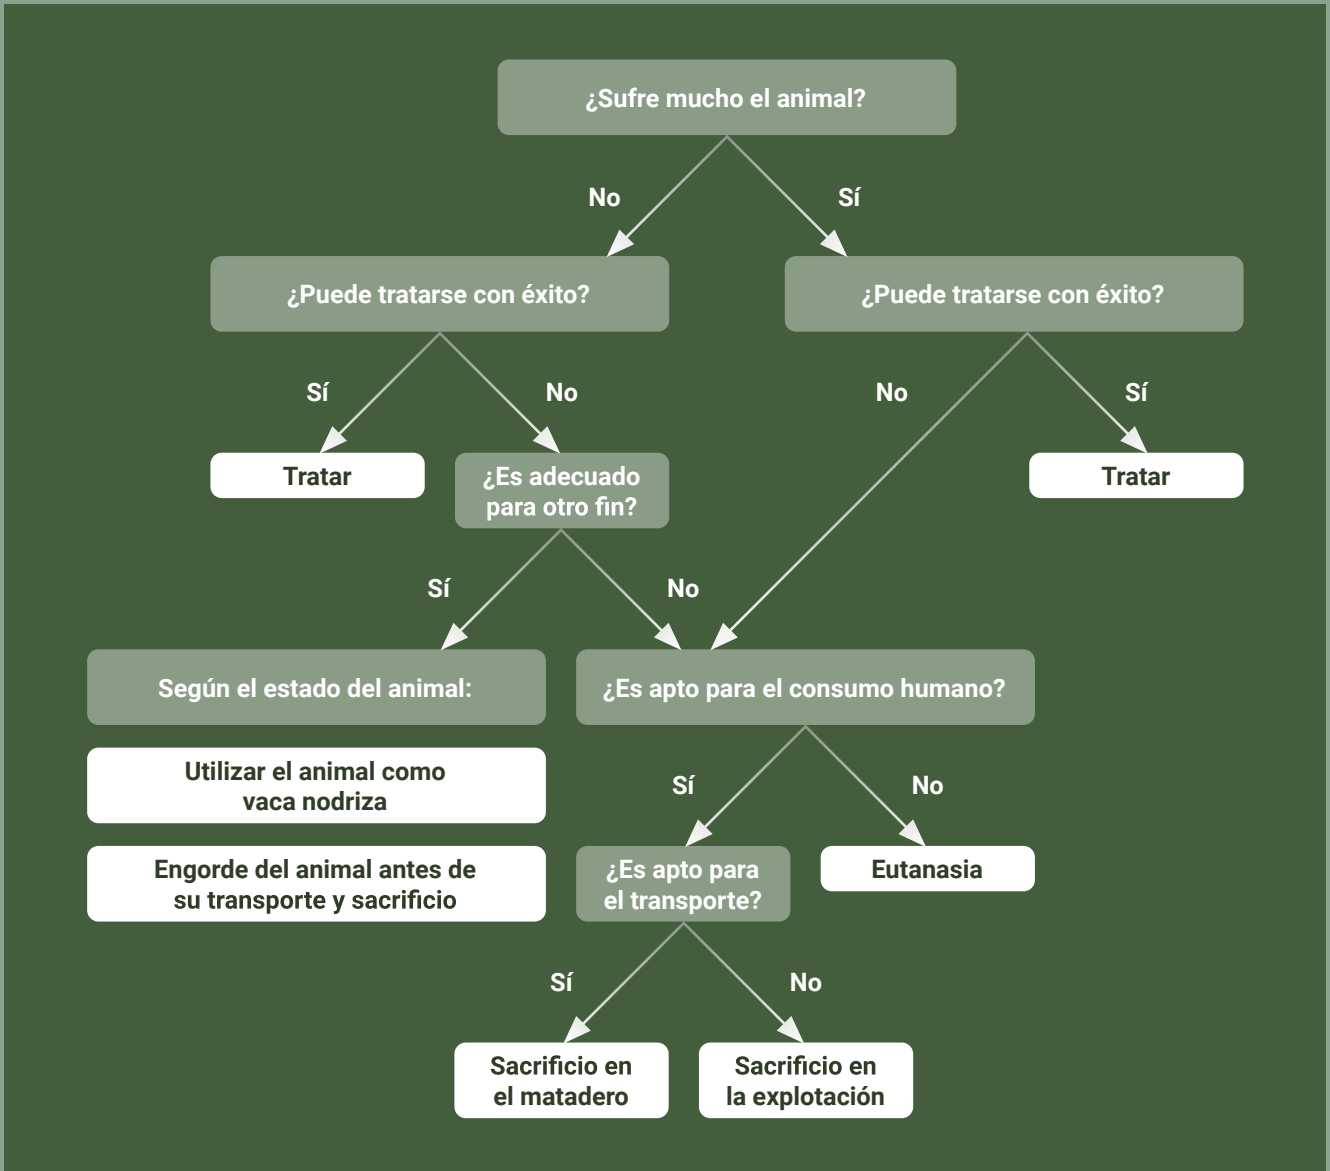 ¿Sufre mucho el animal?
No
Sí
¿Puede tratarse con éxito?
¿Puede tratarse con éxito?
Sí
No
No
Sí
Tratar
¿Es adecuado
para otro fin?
Tratar
Sí
No
Según el estado del animal:
¿Es apto para el consumo humano?
Utilizar el animal como
vaca nodriza
Sí
No
Engorde del animal antes de
su transporte y sacrificio
¿Es apto para
el transporte?
Eutanasia
Sí
No
Sacrificio en
el matadero
Sacrificio en
la explotación